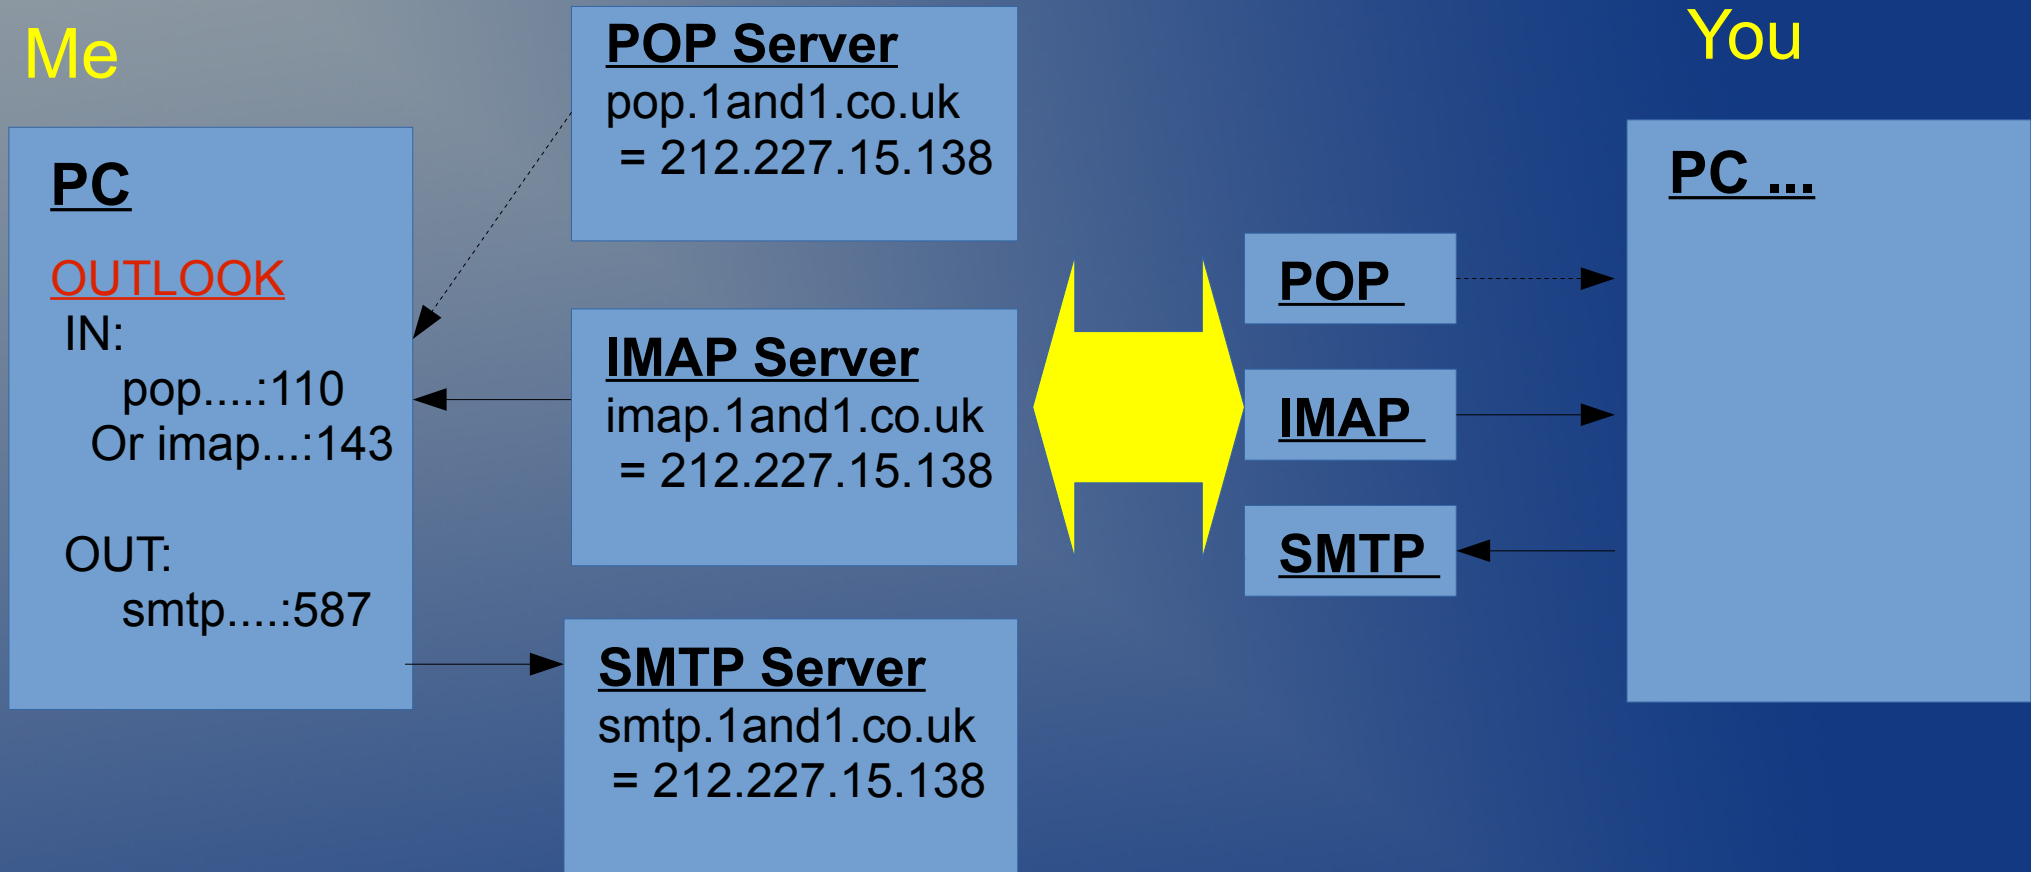 Me
PC
OUTLOOK
IN:
pop....:110
Or imap...:143
OUT:
smtp....:587
POP Server
pop.1and1.co.uk
= 212.227.15.138
IMAP Server
imap.1and1.co.uk
= 212.227.15.138
SMTP Server
smtp.1and1.co.uk
= 212.227.15.138
POP
IMAP
SMTP
You
PC ...